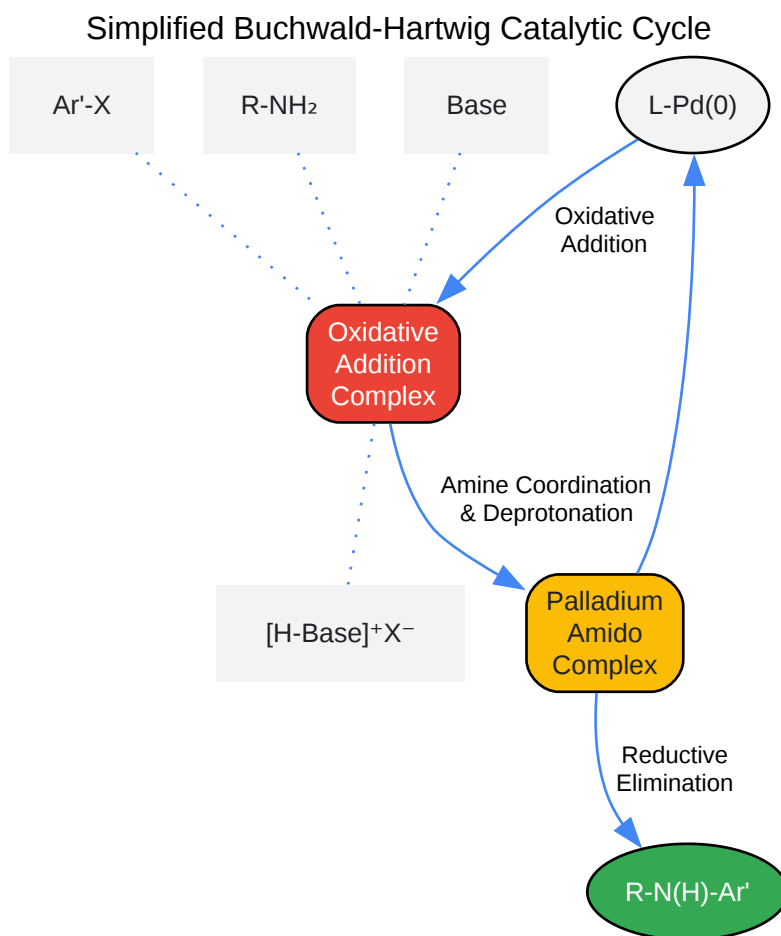 Simplified Buchwald-Hartwig Catalytic Cycle
Ar'-X
R-NH₂
Base
L-Pd(0)
Oxidative
Addition
Oxidative
Addition
Complex
Amine Coordination
& Deprotonation
[H-Base]⁺X⁻
Palladium
Amido
Complex
Reductive
Elimination
R-N(H)-Ar'